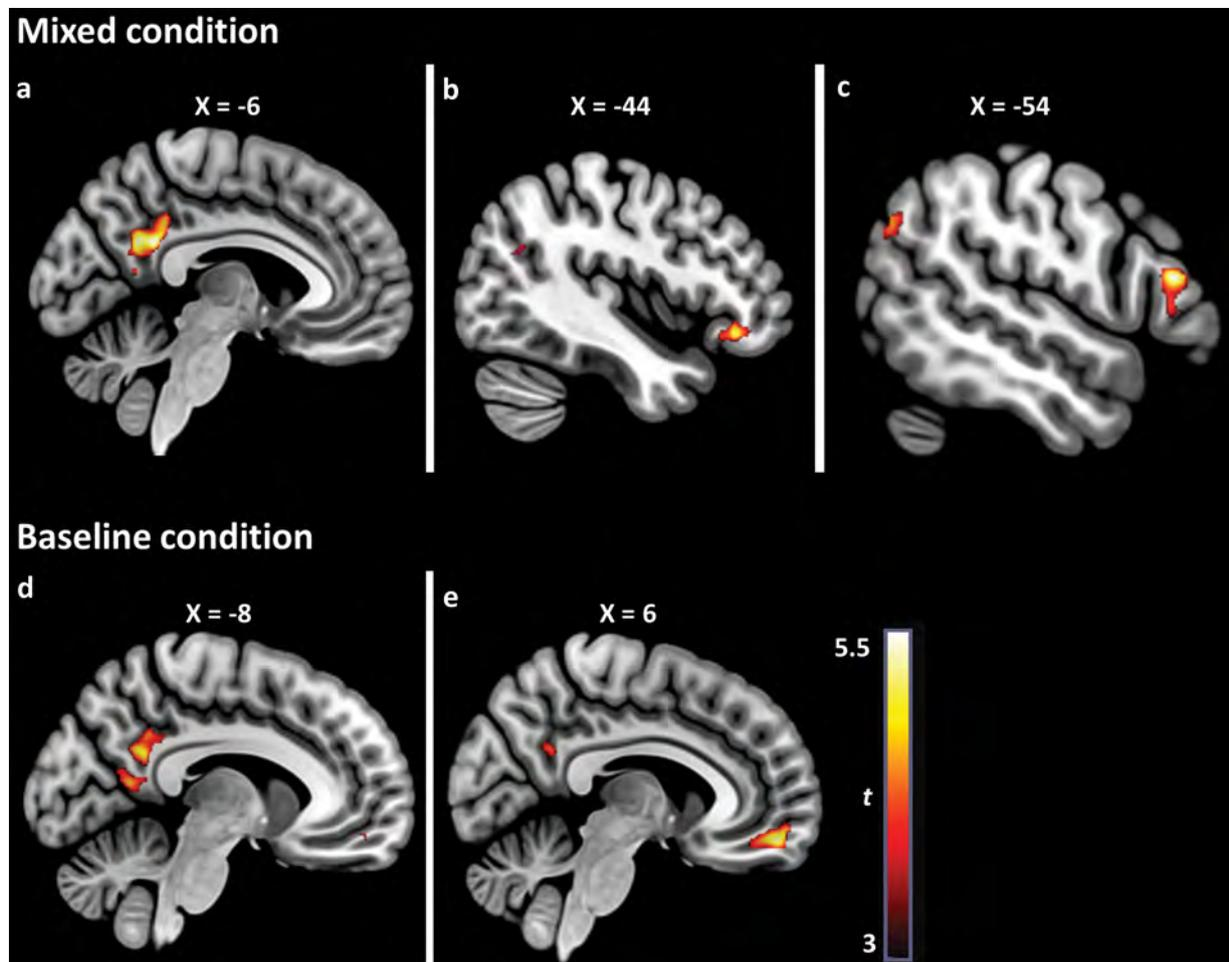 Mixed condition
a
X = -6
b
X = -44
c
X = -54
Baseline condition
d
X = -8
e
X = 6
5.5
t
3